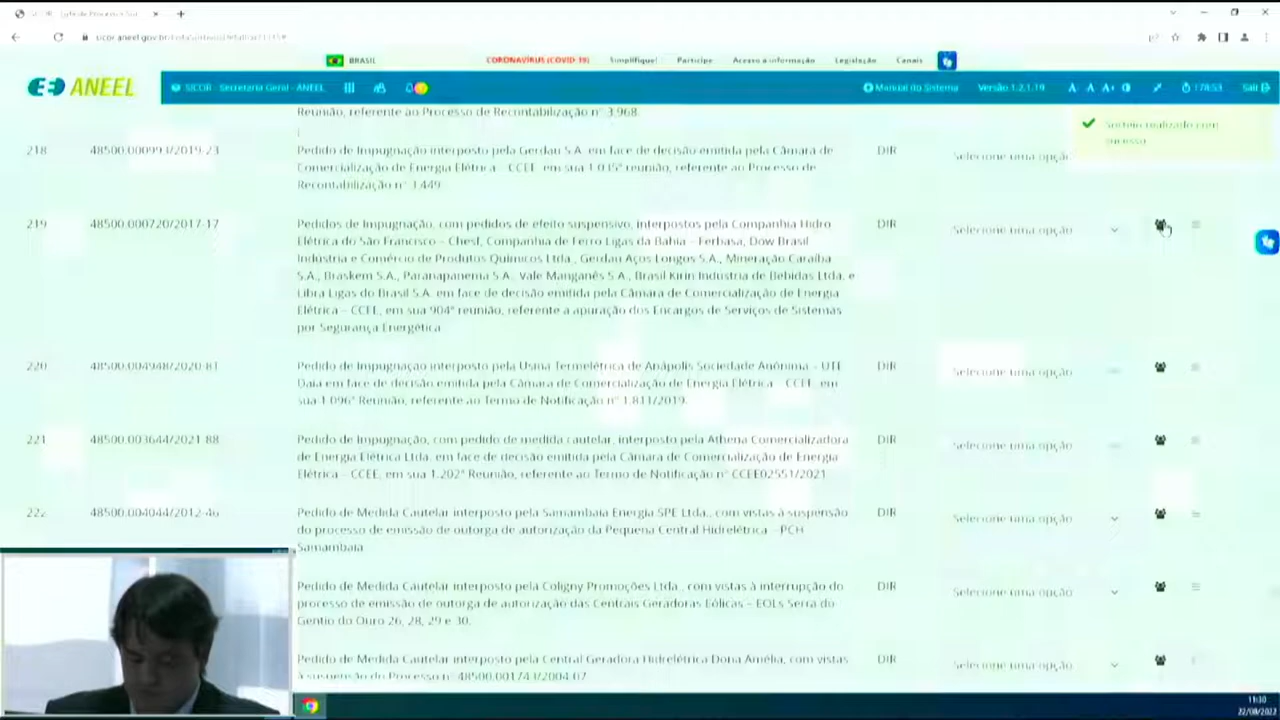 sicor.aneel.gov.br
BRASIL
CORONAVÍRUS (COVID-19)
Simplifique!
Participe
Acesso à informação
Legislação
Canais
ANEEL
SICOR - Secretaria Geral - ANEEL
Manual do Sistema
Versão 1.2.1.19
A A A+
Sair
Reunião, referente ao Processo de Recontabilização nº 3.968.
Sorteio realizado com
sucesso
218
Pedido de Impugnação interposto pela Gerdau S.A. em face de decisão emitida pela Câmara de
DIR
Selecione uma opção
Comercialização de Energia Elétrica - CCEE, em sua 1.035ª reunião, referente ao Processo de
Recontabilização nº 3.449.
219
48500.000720/2017-17
Pedidos de Impugnação, com pedidos de efeito suspensivo, interpostos pela Companhia Hidro
DIR
Selecione uma opção
Elétrica do São Francisco – Chesf, Companhia de Ferro Ligas da Bahia – Ferbasa, Dow Brasil
Indústria e Comércio de Produtos Químicos Ltda., Gerdau Aços Longos S.A., Mineração Caraíba
S.A., Braskem S.A., Paranapanema S.A. Vale Manganês S.A., Brasil Kirin Indústria de Bebidas Ltda. e
Libra Ligas do Brasil S.A. em face de decisão emitida pela Câmara de Comercialização de Energia
Elétrica – CCEE, em sua 904ª reunião, referente a apuração dos Encargos de Serviços de Sistemas
por Segurança Energética
220
48500.004948/2020-81
Pedido de Impugnação interposto pela Usina Termelétrica de Anápolis Sociedade Anônima – UTE
DIR
Selecione uma opção
Daia em face de decisão emitida pela Câmara de Comercialização de Energia Elétrica - CCEE, em
sua 1.096ª Reunião, referente ao Termo de Notificação nº 1.811/2019.
221
48500.003644/2021-88
Pedido de Impugnação, com pedido de medida cautelar, interposto pela Athena Comercializadora
DIR
Selecione uma opção
de Energia Elétrica Ltda. em face de decisão emitida pela Câmara de Comercialização de Energia
Elétrica – CCEE, em sua 1.202ª Reunião, referente ao Termo de Notificação nº CCEE02551/2021
222
48500.004044/2012-46
Pedido de Medida Cautelar interposto pela Samambaia Energia SPE Ltda., com vistas à suspensão
DIR
Selecione uma opção
do processo de emissão de outorga de autorização da Pequena Central Hidrelétrica –PCH
Samambaia
Pedido de Medida Cautelar interposto pela Coligny Promoções Ltda., com vistas à interrupção do
DIR
Selecione uma opção
processo de emissão de outorga de autorização das Centrais Geradoras Eólicas – EOLs Serra do
Gentio do Ouro 26, 28, 29 e 30.
Pedido de Medida Cautelar interposto pela Central Geradora Hidrelétrica Dona Amélia, com vistas
DIR
Selecione uma opção
à suspensão do Processo nº 48500.001743/2004-07
11:30
22/08/2022